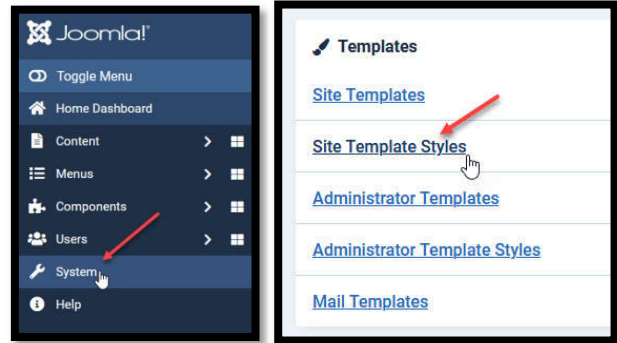 Joomla!®
Toggle Menu
Home Dashboard
Content
Menus
Components
Users
System
Help
Templates
Site Templates
Site Template Styles
Administrator Templates
Administrator Template Styles
Mail Templates